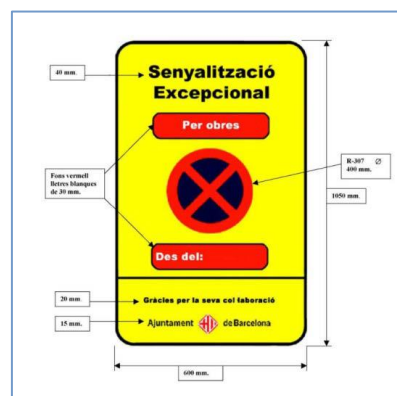 40 mm.
Senyalització
Excepcional
Per obres
Fons vermell
lletres blanques
de 30 mm.
R-307 Ø
400 mm.
1050 mm.
Des del:
20 mm.
Gràcies per la seva col·laboració
15 mm.
Ajuntament de Barcelona
600 mm.